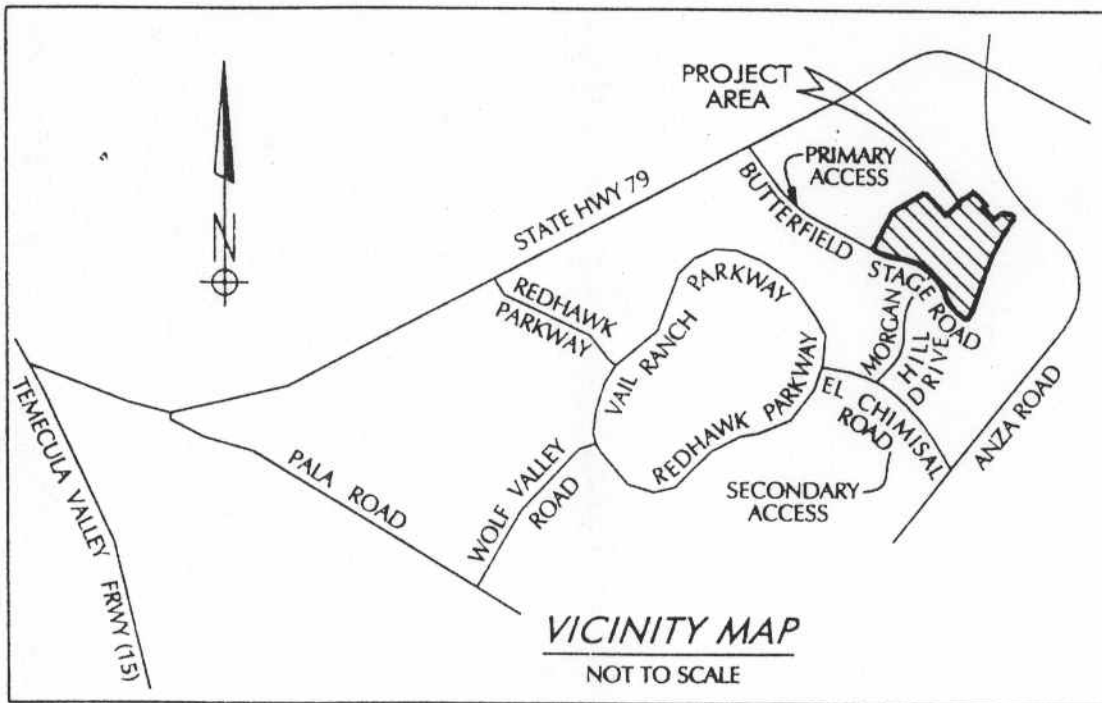 PROJECT
AREA
PRIMARY
ACCESS
BUTTERFIELD STAGE ROAD
STATE HWY 79
N
REDHAWK
PARKWAY
VAIL RANCH PARKWAY
MORGAN
HILL
DRIVE
REDHAWK PARKWAY
EL CHIMISAL
ROAD
ANZA ROAD
TEMECULA VALLEY FRWY (15)
PALA ROAD
WOLF VALLEY
ROAD
SECONDARY
ACCESS
VICINITY MAP
NOT TO SCALE